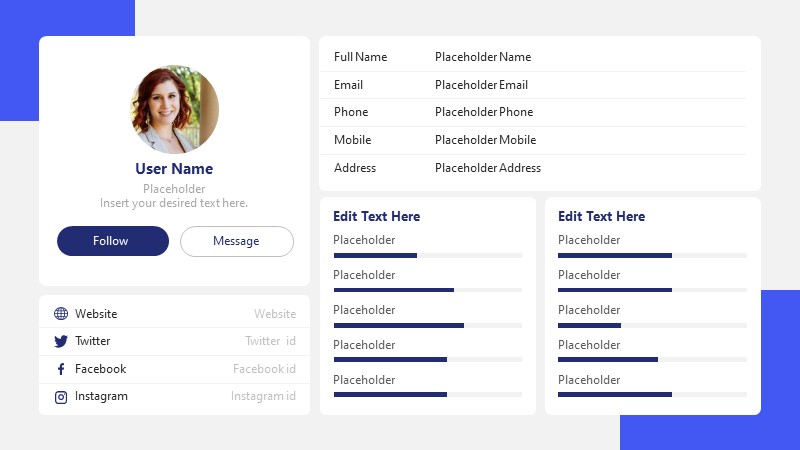 User Name
Placeholder
Insert your desired text here.
Follow Message
Website Website
Twitter Twitter id
Facebook Facebook id
Instagram Instagram id
Full Name Placeholder Name
Email Placeholder Email
Phone Placeholder Phone
Mobile Placeholder Mobile
Address Placeholder Address
Edit Text Here
Placeholder
Placeholder
Placeholder
Placeholder
Placeholder
Edit Text Here
Placeholder
Placeholder
Placeholder
Placeholder
Placeholder